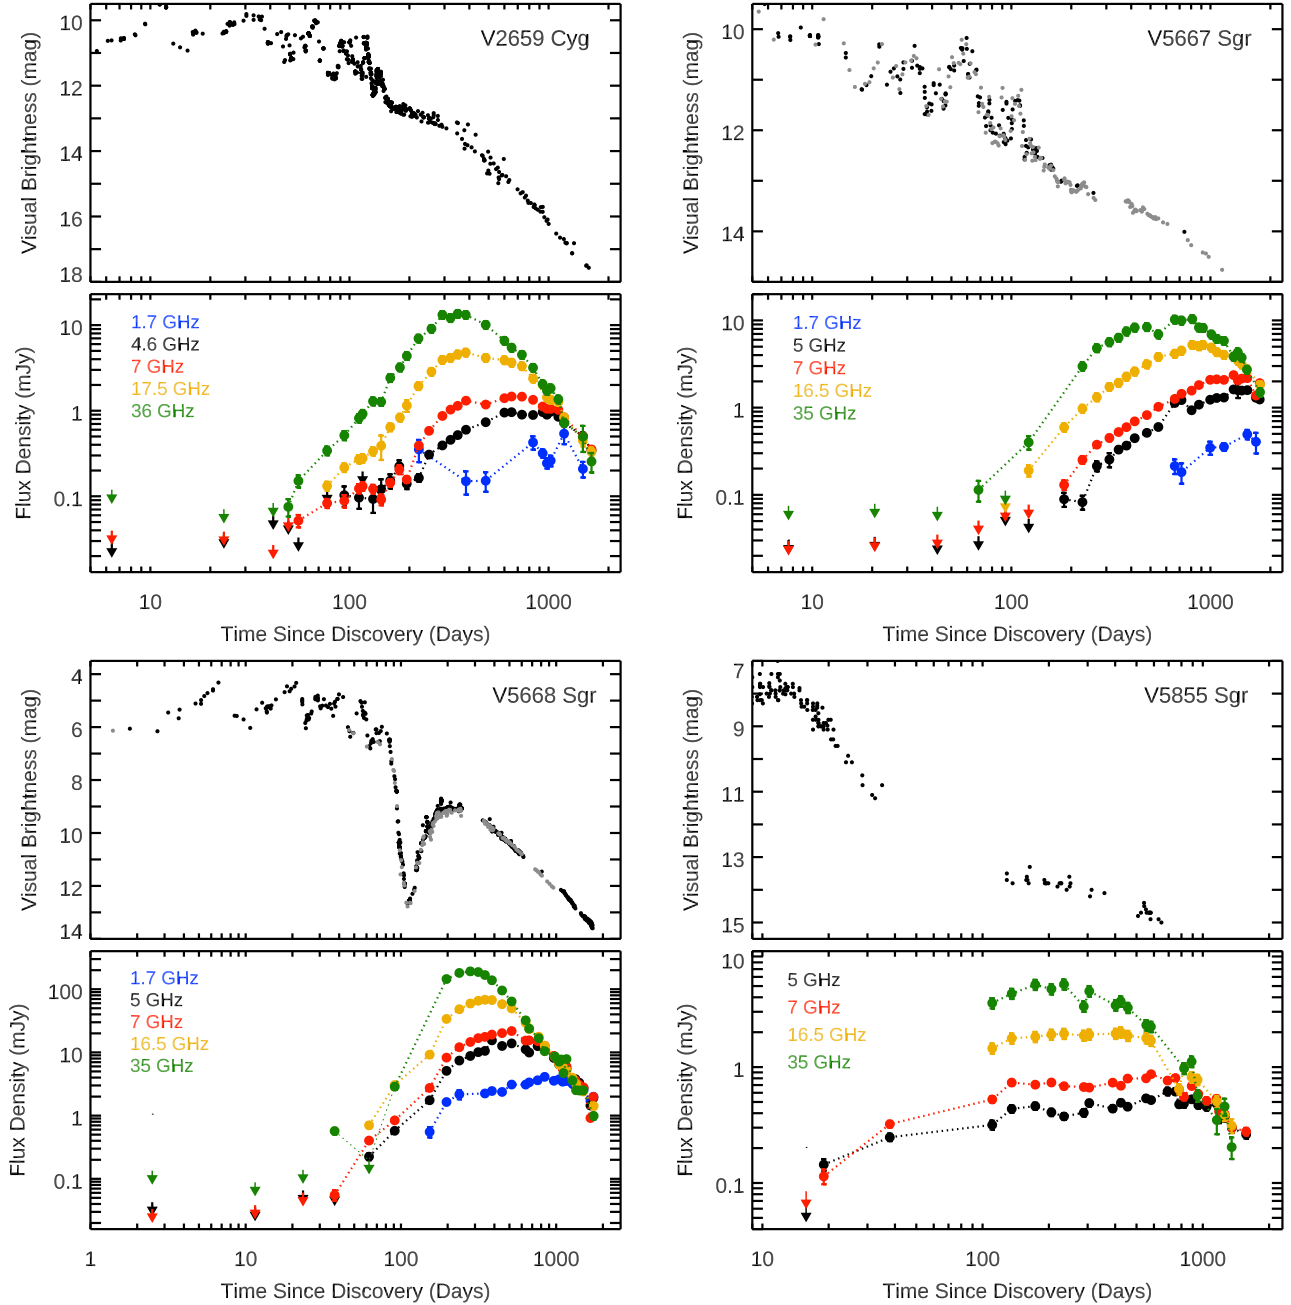 V2659 Cyg
Visual Brightness (mag)
10
12
14
16
18
1.7 GHz
4.6 GHz
7 GHz
17.5 GHz
36 GHz
Flux Density (mJy)
10
1
0.1
10 100 1000
Time Since Discovery (Days)
V5667 Sgr
Visual Brightness (mag)
10
12
14
1.7 GHz
5 GHz
7 GHz
16.5 GHz
35 GHz
Flux Density (mJy)
10
1
0.1
10 100 1000
Time Since Discovery (Days)
V5668 Sgr
Visual Brightness (mag)
4
6
8
10
12
14
1.7 GHz
5 GHz
7 GHz
16.5 GHz
35 GHz
Flux Density (mJy)
100
10
1
0.1
1 10 100 1000
Time Since Discovery (Days)
V5855 Sgr
Visual Brightness (mag)
7
9
11
13
15
5 GHz
7 GHz
16.5 GHz
35 GHz
Flux Density (mJy)
10
1
0.1
10 100 1000
Time Since Discovery (Days)